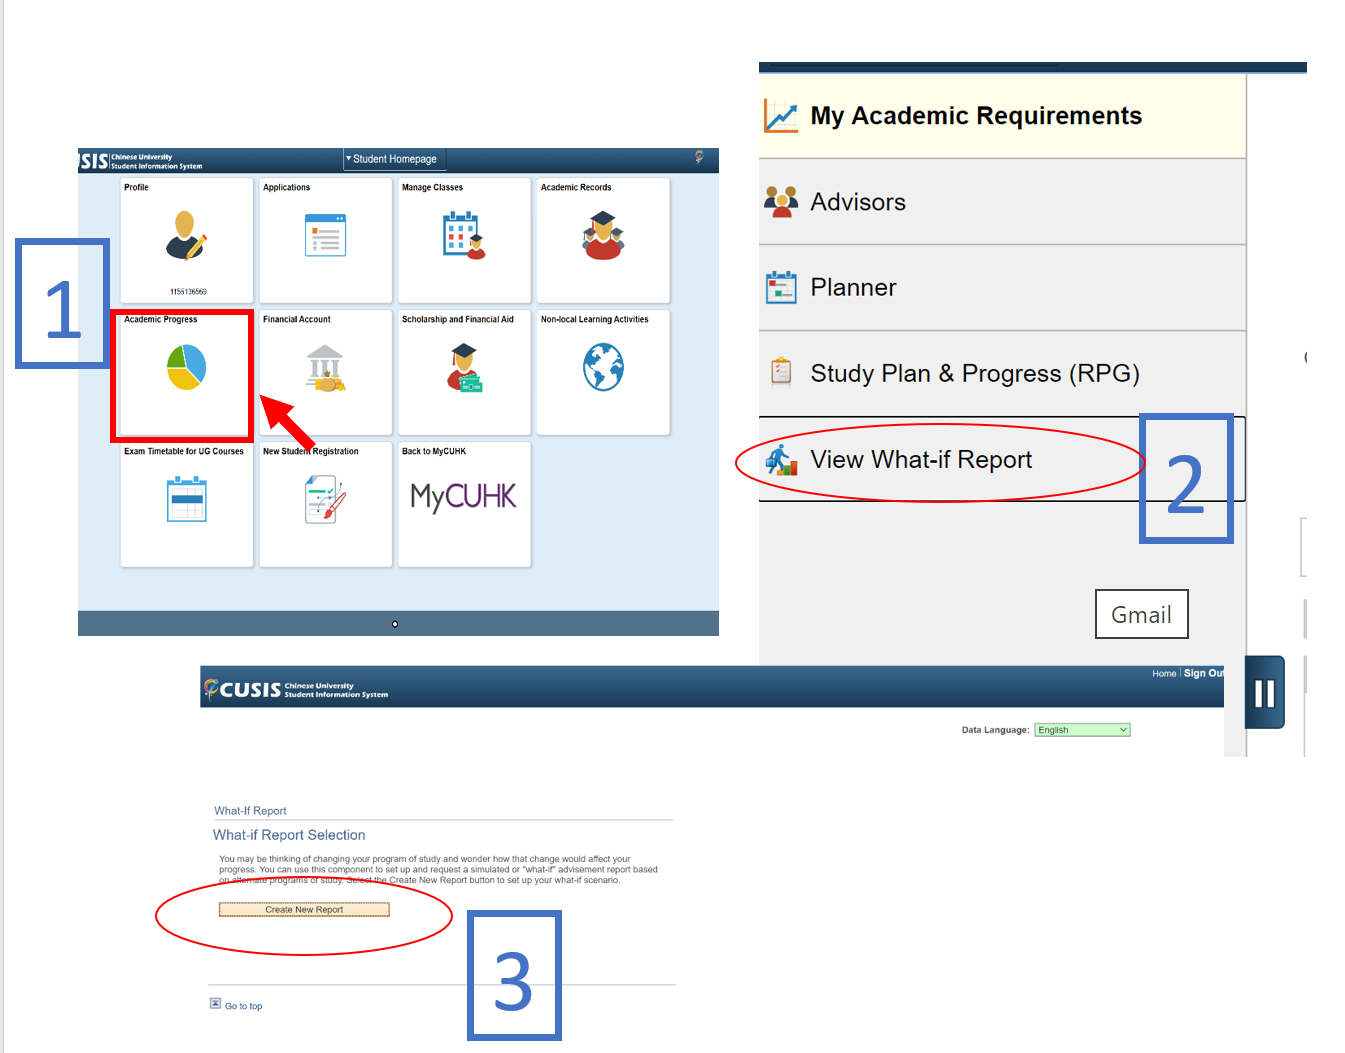 SIS Chinese University
Student Information System
Student Homepage
Profile
Applications
Manage Classes
Academic Records
1155136569
1
Academic Progress
Financial Account
Scholarship and Financial Aid
Non-local Learning Activities
Exam Timetable for UG Courses
New Student Registration
Back to MyCUHK
MyCUHK
My Academic Requirements
Advisors
Planner
Study Plan & Progress (RPG)
View What-if Report
2
Gmail
CUSIS Chinese University
Student Information System
Home Sign Out
Data Language: English
What-If Report
What-if Report Selection
You may be thinking of changing your program of study and wonder how that change would affect your
progress. You can use this component to set up and request a simulated or "what-if" advisement report based
on alternate programs of study. Select the Create New Report button to set up your what-if scenario.
Create New Report
3
Go to top